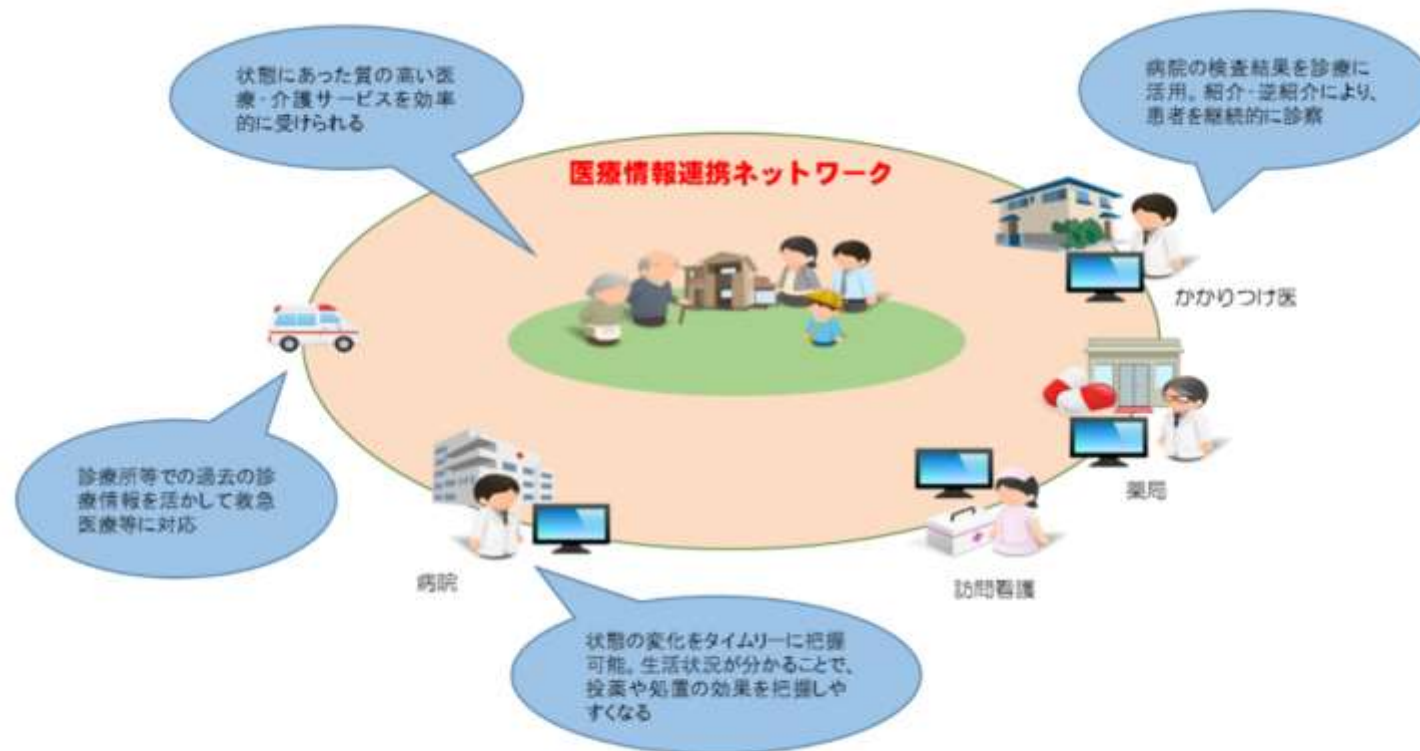 状態にあった質の高い医
療・介護サービスを効率
的に受けられる
病院の検査結果を診療に
活用。紹介・逆紹介により、
患者を継続的に診察
医療情報連携ネットワーク
かかりつけ医
薬局
診療所等での過去の診
療情報を活かして救急
医療等に対応
病院
訪問看護
状態の変化をタイムリーに把握
可能。生活状況が分かることで、
投薬や処置の効果を把握しや
すくなる